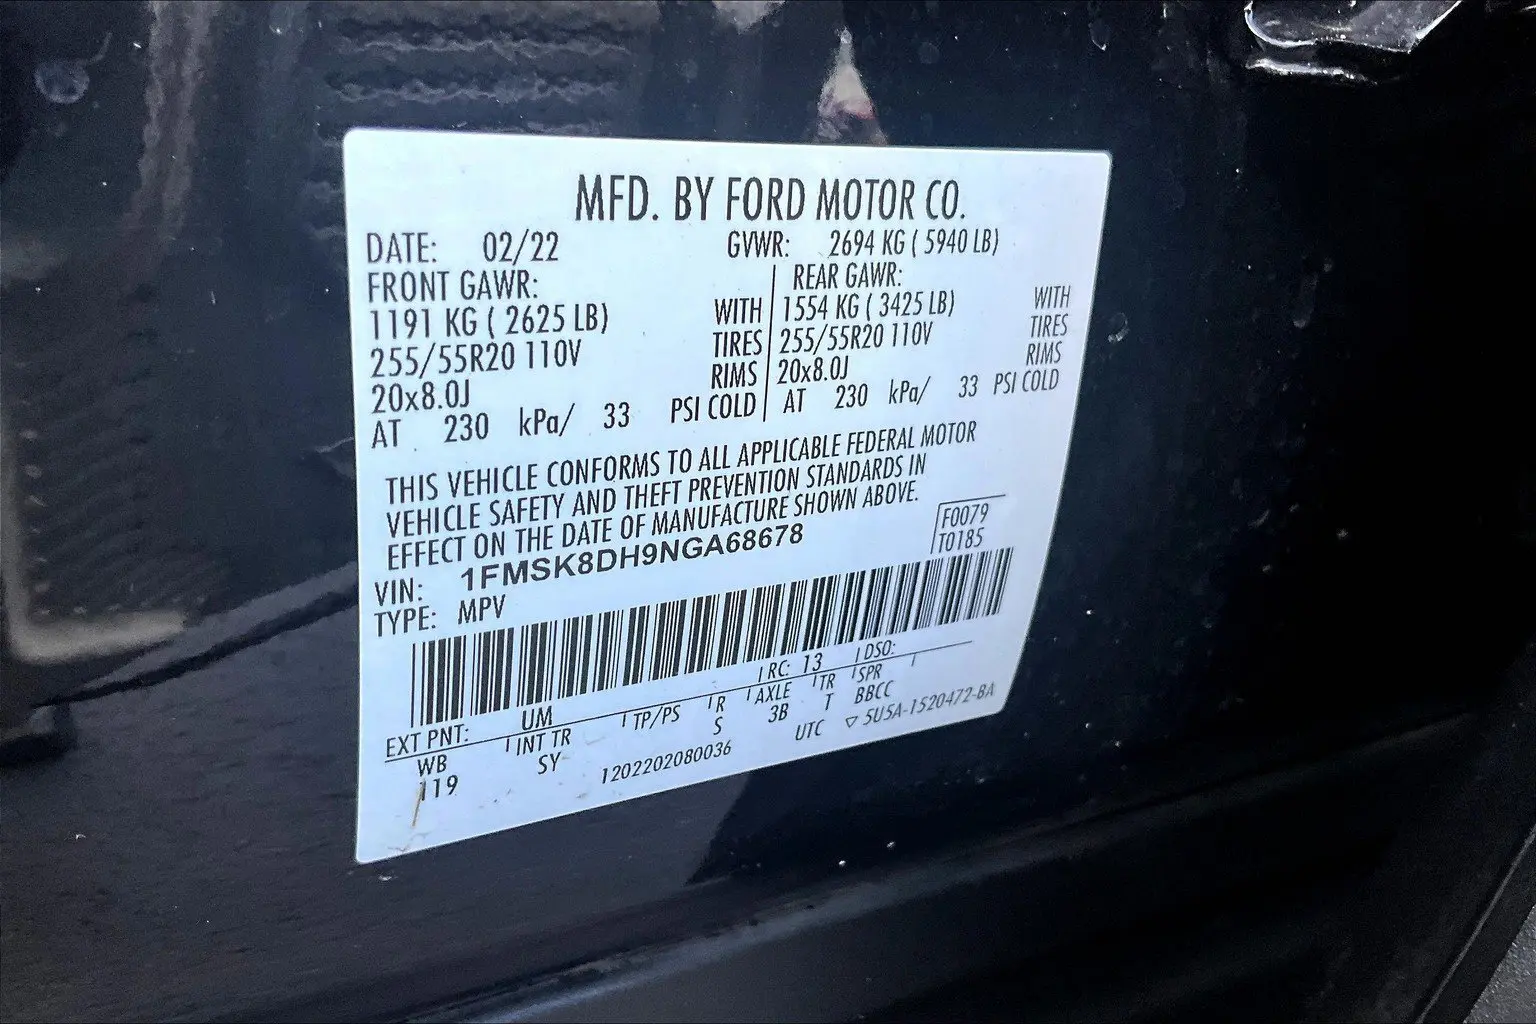 MFD. BY FORD MOTOR CO.
DATE: 02/22 GVWR: 2694 KG ( 5940 LB)
FRONT GAWR: REAR GAWR:
1191 KG ( 2625 LB) WITH 1554 KG ( 3425 LB) WITH
255/55R20 110V TIRES 255/55R20 110V TIRES
20x8.0J RIMS 20x8.0J RIMS
AT 230 kPa/ 33 PSI COLD AT 230 kPa/ 33 PSI COLD
THIS VEHICLE CONFORMS TO ALL APPLICABLE FEDERAL MOTOR
VEHICLE SAFETY AND THEFT PREVENTION STANDARDS IN
EFFECT ON THE DATE OF MANUFACTURE SHOWN ABOVE.
VIN: 1FMSK8DH9NGA68678 F0079
TYPE: MPV T0185
EXT PNT: UM RC: 13 DSO:
WB INT TR TP/PS R AXLE TR SPR
119 SY S 3B T BBCC
1202202080036 UTC ▽ 5U5A-1520472-BA